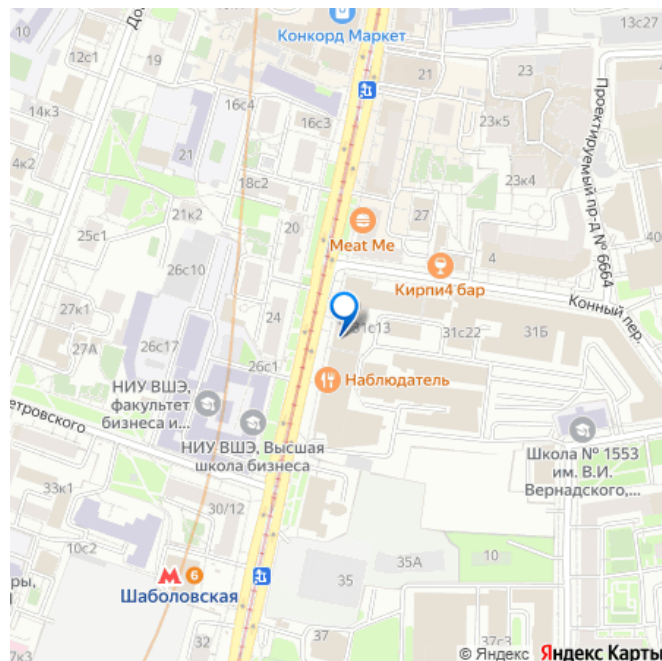 Конкорд Маркет
До
19
12с1
13с27
21
23
14к3
16с4
16с3
23к5
Проектируемый пр-д № 6664
4к2
21
18с2
23к4
21к2
20
27
25с1
Meat Me
4
26с10
Кирпи4 бар
Конный пер.
27к1
24
31с13
31с22
31Б
27А
26с17
26с1
Наблюдатель
НИУ ВШЭ,
факультет
бизнеса и...
етровского
НИУ ВШЭ, Высшая
школа бизнеса
Школа № 1553
им. В.И.
Вернадского,...
33к1
30/12
10с2
35А
10
35
6
ры,
Шаболовская
7к3
32
37
37с3
© Яндекс
Яндекс Карты